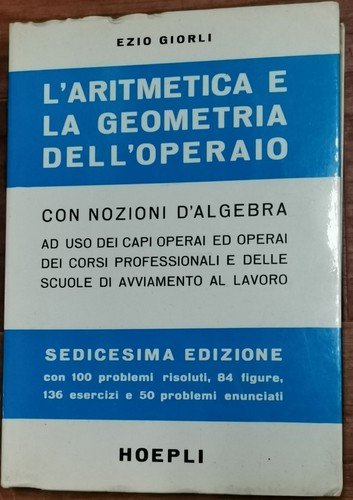 EZIO GIORLI
L'ARITMETICA E
LA GEOMETRIA
DELL'OPERAIO
CON NOZIONI D'ALGEBRA
AD USO DEI CAPI OPERAI ED OPERAI
DEI CORSI PROFESSIONALI E DELLE
SCUOLE DI AVVIAMENTO AL LAVORO
SEDICESIMA EDIZIONE
con 100 problemi risoluti, 84 figure,
136 esercizi e 50 problemi enunciati
HOEPLI